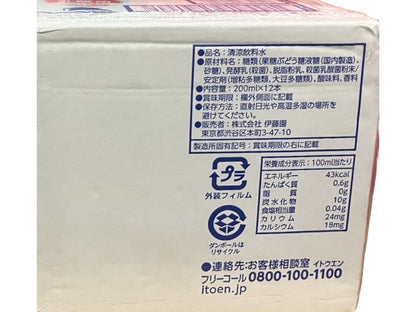 ●品名：清涼飲料水
●原材料名：糖類（果糖ぶどう糖液糖（国内製造）、
砂糖）、発酵乳（殺菌）、脱脂粉乳、殺菌乳酸菌粉末/
安定剤（増粘多糖類、大豆多糖類）、酸味料、香料
●内容量：200ml×12本
●賞味期限：欄外側面に記載
●保存方法：直射日光や高温多湿の場所を
避けてください。
●販売者：株式会社 伊藤園
東京都渋谷区本町3-47-10
製造所固有記号：賞味期限の右に記載
栄養成分表示：100ml当たり
エネルギー 43kcal
たんぱく質 0.6g
脂質 0g
炭水化物 10g
食塩相当量 0.04g
カリウム 24mg
カルシウム 18mg
プラ
外装フィルム
ダンボールは
リサイクル
●連絡先：お客様相談室 イトウエン
フリーコール 0800-100-1100
itoen.jp